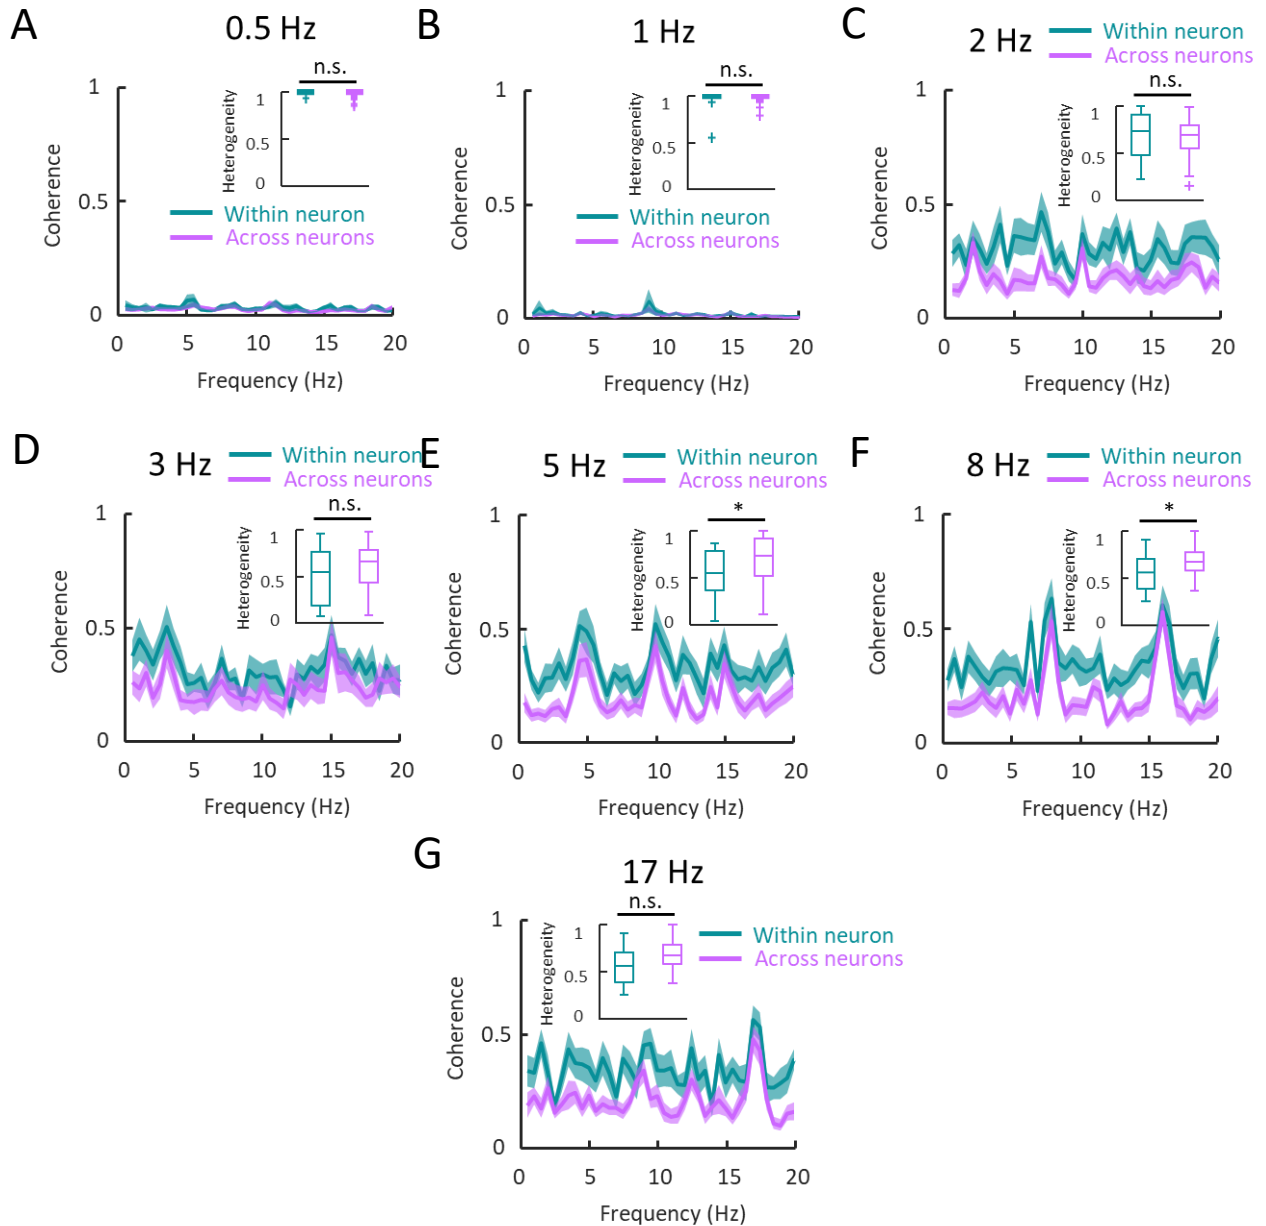 A
0.5 Hz
n.s.
Heterogeneity
1
0.5
0
Within neuron
Across neurons
Coherence
1
0.5
0
0 5 10 15 20
Frequency (Hz)
B
1 Hz
n.s.
Heterogeneity
1
0.5
0
Within neuron
Across neurons
Coherence
1
0.5
0
0 5 10 15 20
Frequency (Hz)
C
2 Hz
Within neuron
Across neurons
n.s.
Heterogeneity
1
0.5
0
Coherence
1
0.5
0
0 5 10 15 20
Frequency (Hz)
D
3 Hz
Within neuron
Across neurons
n.s.
Heterogeneity
1
0.5
0
Coherence
1
0.5
0
0 5 10 15 20
Frequency (Hz)
E
5 Hz
Within neuron
Across neurons
*
Heterogeneity
1
0.5
0
Coherence
1
0.5
0
0 5 10 15 20
Frequency (Hz)
F
8 Hz
Within neuron
Across neurons
*
Heterogeneity
1
0.5
0
Coherence
1
0.5
0
0 5 10 15 20
Frequency (Hz)
G
17 Hz
n.s.
Heterogeneity
1
0.5
0
Within neuron
Across neurons
Coherence
1
0.5
0
0 5 10 15 20
Frequency (Hz)